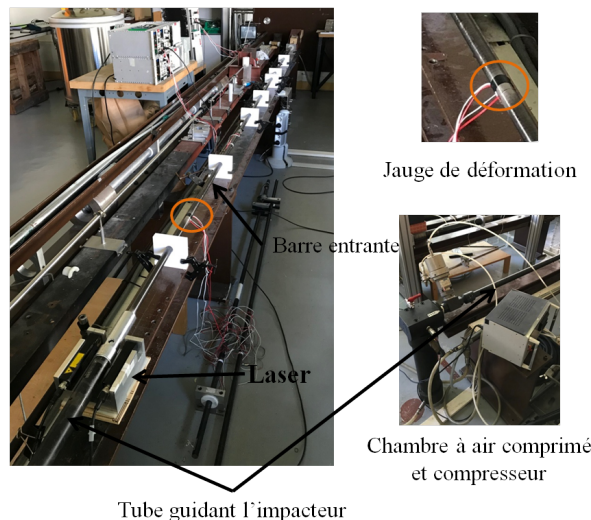 Jauge de déformation
Barre entrante
Laser
Chambre à air comprimé
et compresseur
Tube guidant l'impacteur